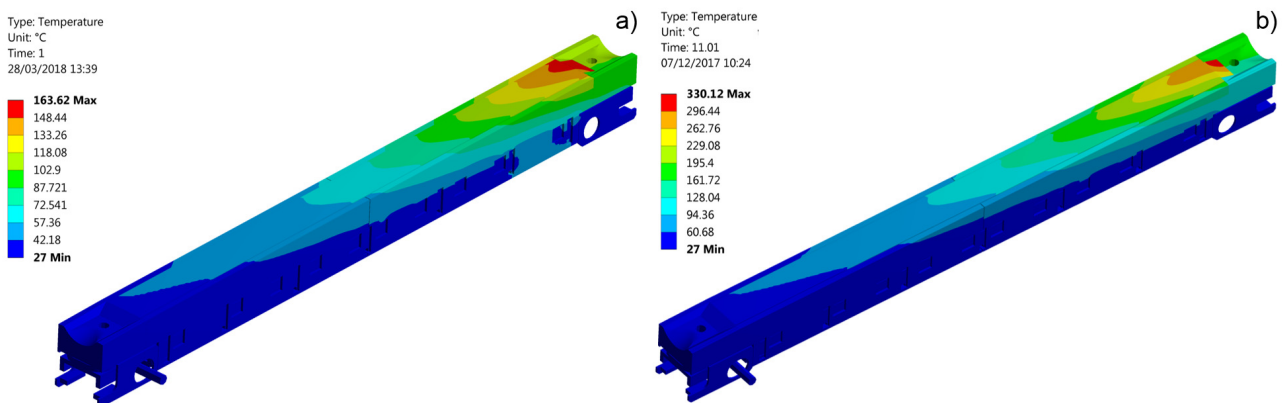 Type: Temperature
Unit: °C
Time: 1
28/03/2018 13:39
a)
163.62 Max
148.44
133.26
118.08
102.9
87.721
72.541
57.36
42.18
27 Min
Type: Temperature
Unit: °C
Time: 11.01
07/12/2017 10:24
b)
330.12 Max
296.44
262.76
229.08
195.4
161.72
128.04
94.36
60.68
27 Min